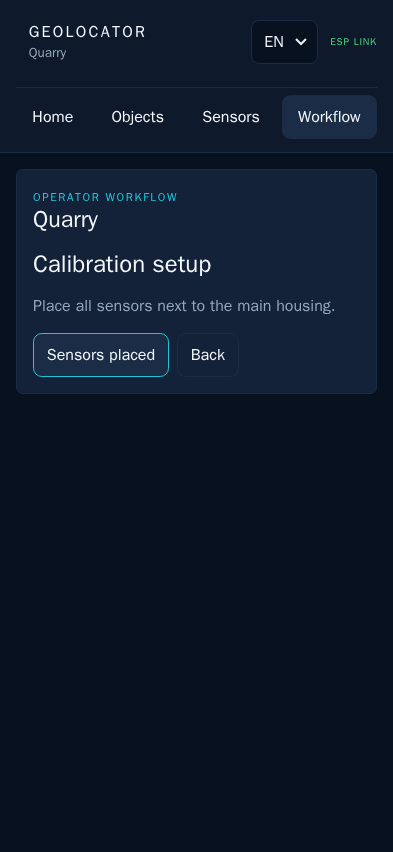 GEOLOCATOR
Quarry
EN
ESP LINK
Home
Objects
Sensors
Workflow
OPERATOR WORKFLOW
Quarry
Calibration setup
Place all sensors next to the main housing.
Sensors placed
Back